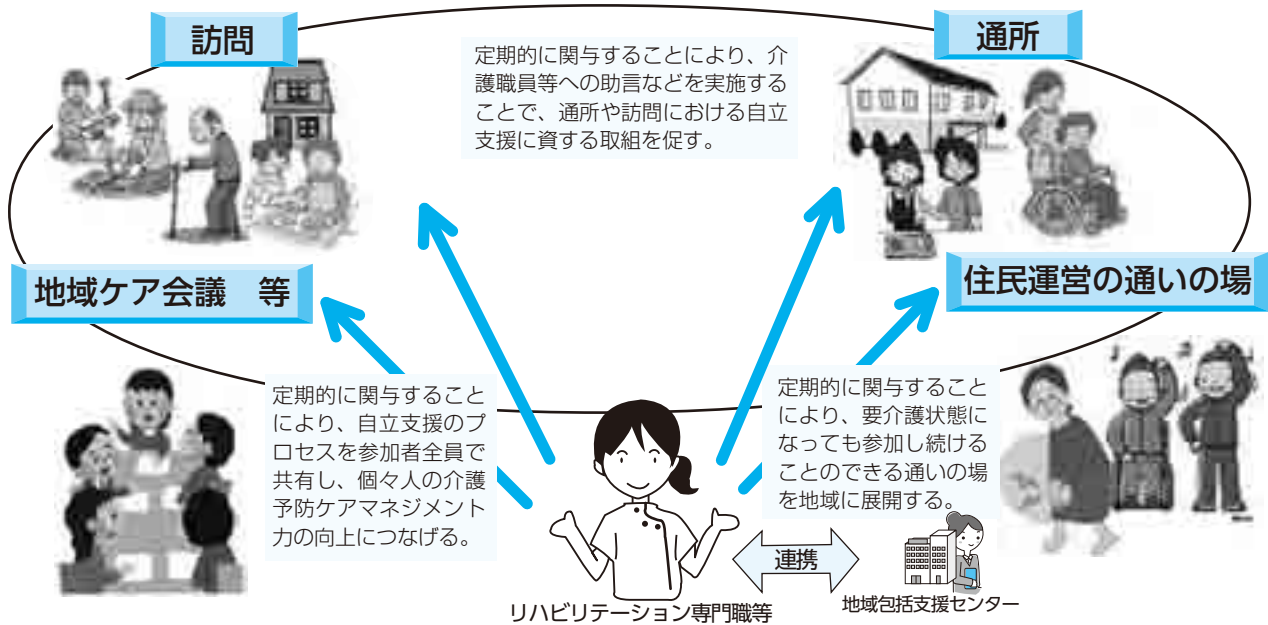 訪問
定期的に関与することにより、介
護職員等への助言などを実施する
ことで、通所や訪問における自立
支援に資する取組を促す。
通所
地域ケア会議　等
住民運営の通いの場
定期的に関与すること
により、自立支援のプ
ロセスを参加者全員で
共有し、個々人の介護
予防ケアマネジメント
力の向上につなげる。
定期的に関与すること
により、要介護状態に
なっても参加し続ける
ことのできる通いの場
を地域に展開する。
連携
リハビリテーション専門職等
地域包括支援センター